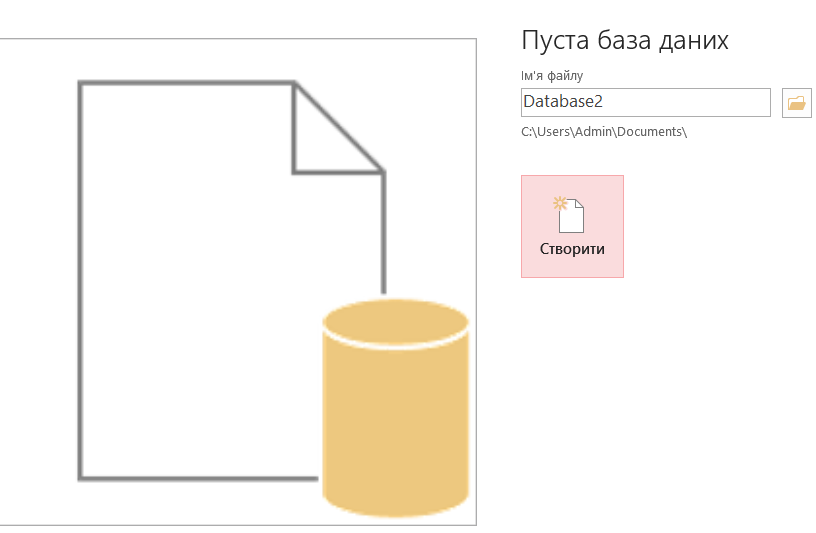 Пуста база даних
Ім'я файлу
Database2
C:\Users\Admin\Documents\
Створити